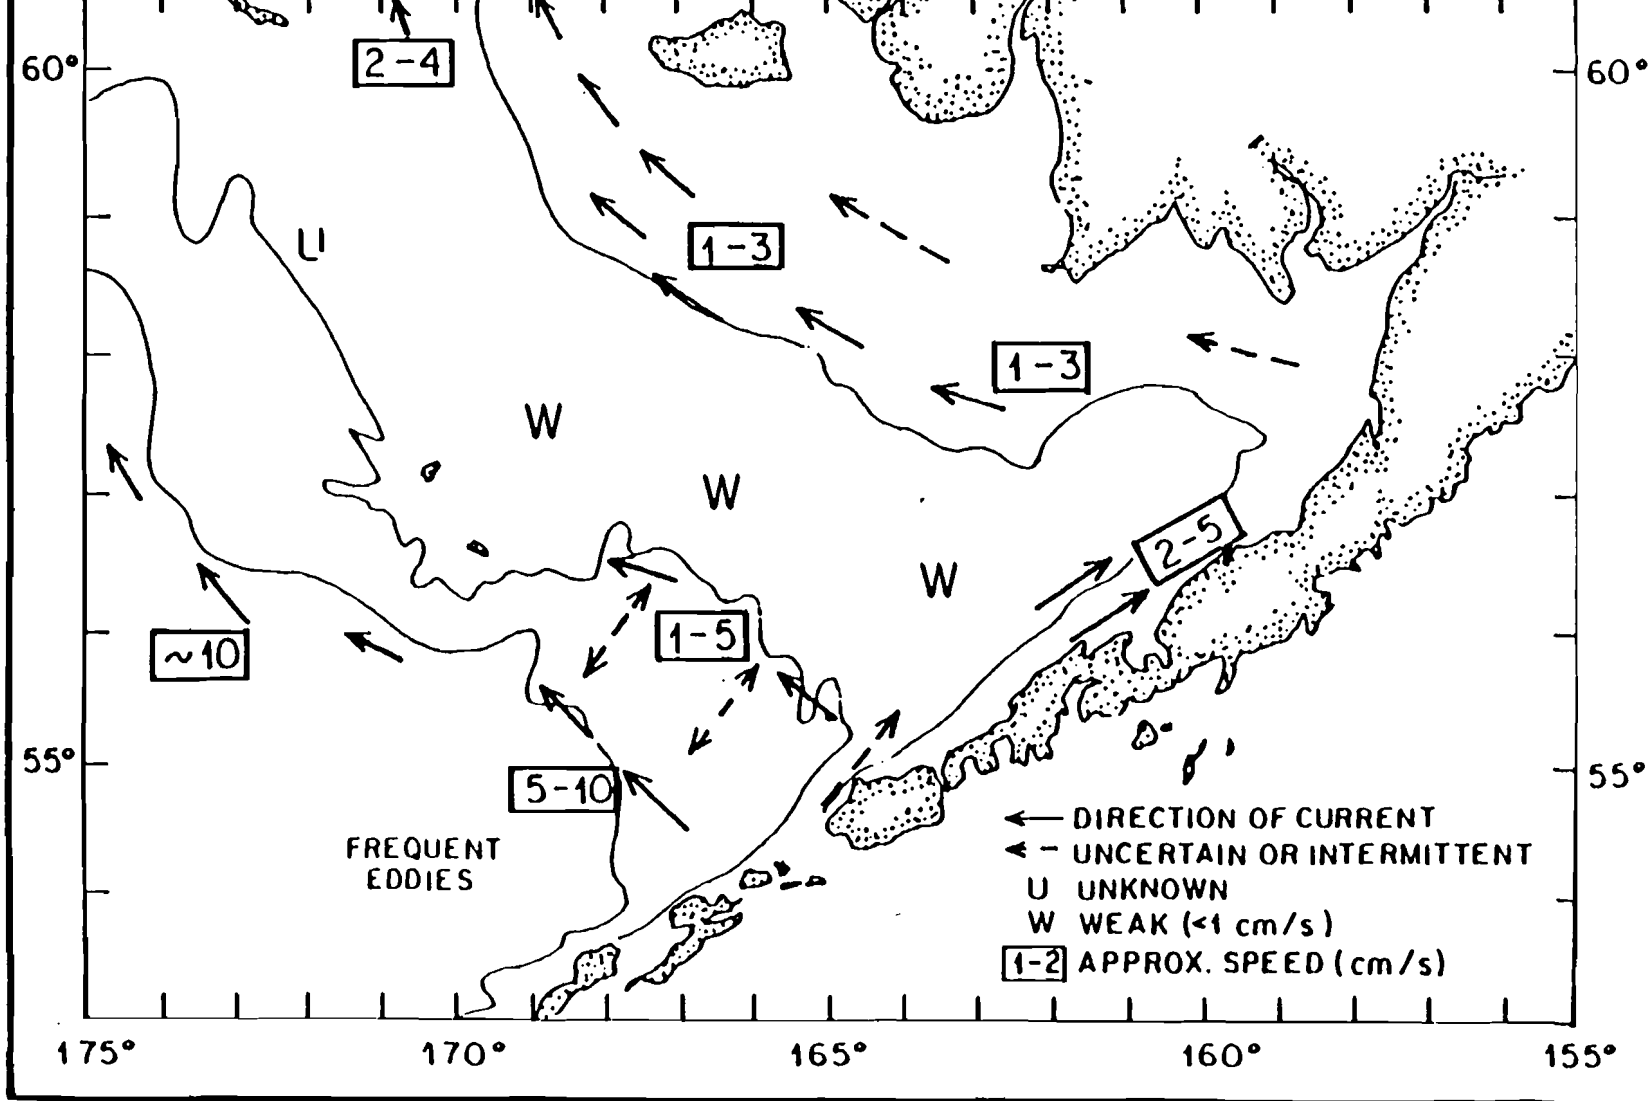 2-4
60°
60°
U
1-3
1-3
W
W
2-5
W
1-5
~10
55°
55°
5-10
FREQUENT
EDDIES
DIRECTION OF CURRENT
UNCERTAIN OR INTERMITTENT
U UNKNOWN
W WEAK (<1 cm/s)
1-2 APPROX. SPEED (cm/s)
175° 170° 165° 160° 155°